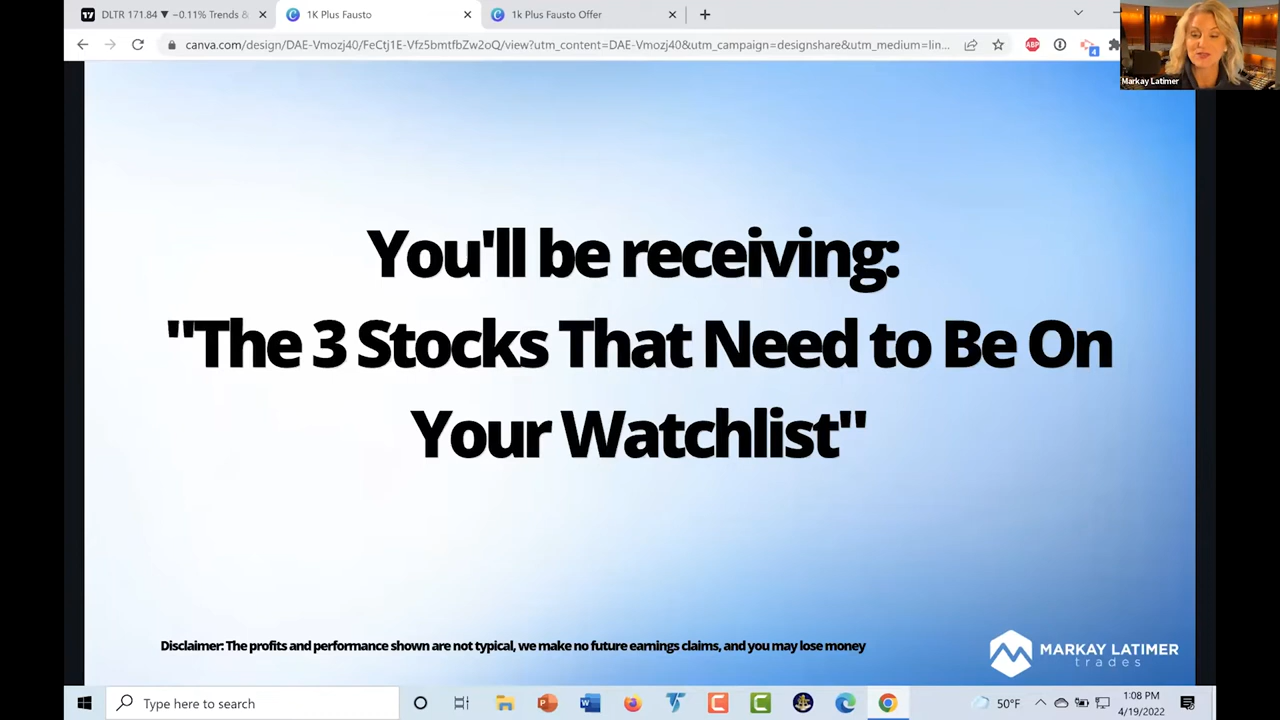 DLTR 171.84 ▼ −0.11% Trends &
1K Plus Fausto
1k Plus Fausto Offer
canva.com/design/DAE-Vmozj40/FeCtj1E-Vfz5bmtfbZw2oQ/view?utm_content=DAE-Vmozj40&utm_campaign=designshare&utm_medium=lin...
ABP
4
Markay Latimer
You'll be receiving:
"The 3 Stocks That Need to Be On
Your Watchlist"
Disclaimer: The profits and performance shown are not typical, we make no future earnings claims, and you may lose money
MARKAY LATIMER
trades
Type here to search
50°F
1:08 PM
4/19/2022